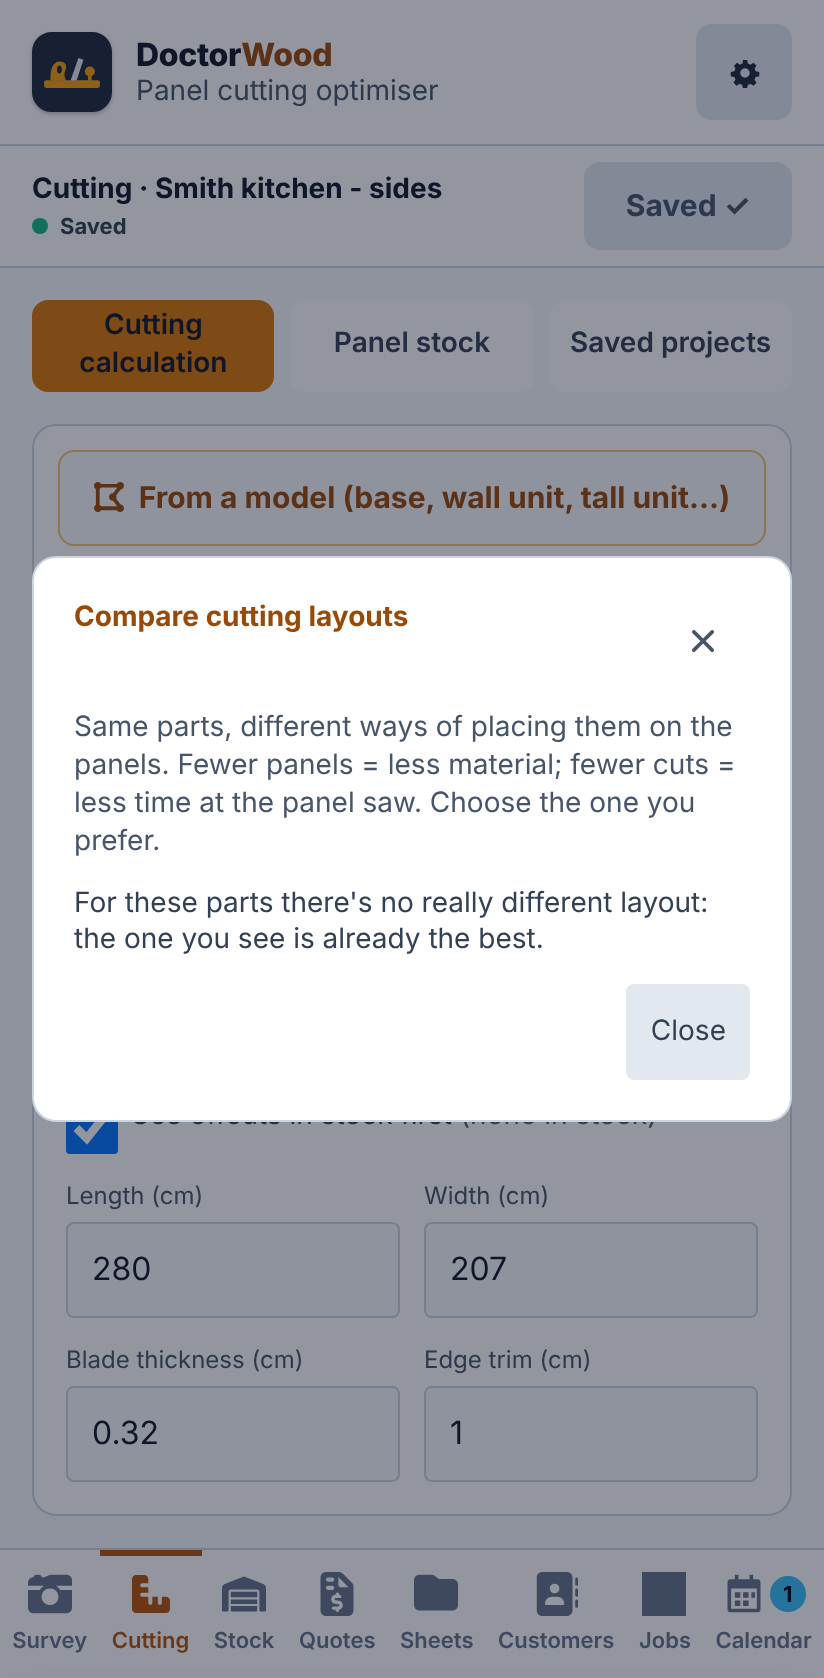 DoctorWood
Panel cutting optimiser
Cutting · Smith kitchen - sides
Saved
Saved ✓
Cutting
calculation
Panel stock
Saved projects
From a model (base, wall unit, tall unit...)
Compare cutting layouts
Same parts, different ways of placing them on the
panels. Fewer panels = less material; fewer cuts =
less time at the panel saw. Choose the one you
prefer.
For these parts there's no really different layout:
the one you see is already the best.
Close
Length (cm)
Width (cm)
280
207
Blade thickness (cm)
Edge trim (cm)
0.32
1
Survey
Cutting
Stock
Quotes
Sheets
Customers
Jobs
1
Calendar